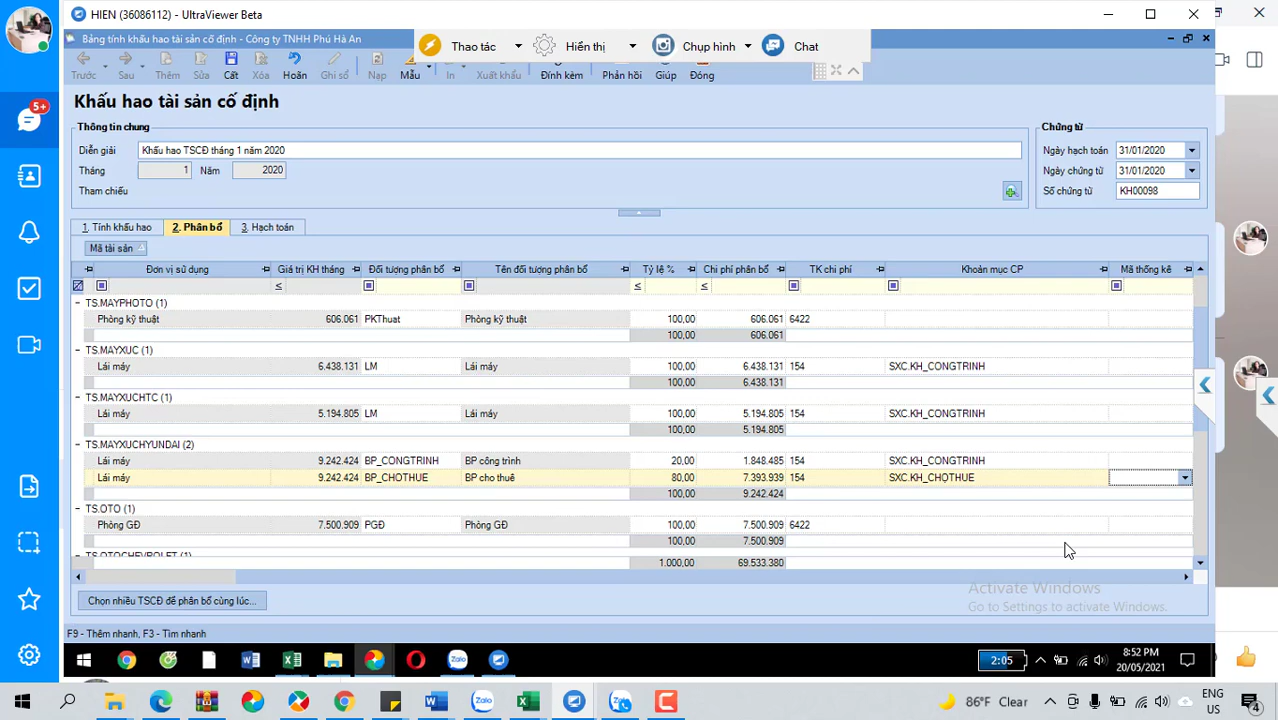 HIEN (36086112) - UltraViewer Beta
Bảng tính khấu hao tài sản cố định - Công ty TNHH Phú Hà An
Thao tác Hiển thị Chụp hình Chat
Trước Sau Thêm Sửa Cất Xóa Hoãn Ghi sổ Nạp Mẫu In Xuất khẩu Đính kèm Phản hồi Giúp Đóng
5+
Khấu hao tài sản cố định
Thông tin chung
Chứng từ
Diễn giải Khấu hao TSCĐ tháng 1 năm 2020
Ngày hạch toán 31/01/2020
Tháng 1 Năm 2020
Ngày chứng từ 31/01/2020
Tham chiếu
Số chứng từ KH00098
1. Tính khấu hao 2. Phân bổ 3. Hạch toán
Mã tài sản
Đơn vị sử dụng Giá trị KH tháng Đối tượng phân bổ Tên đối tượng phân bổ Tỷ lệ % Chi phí phân bổ TK chi phí Khoản mục CP Mã thống kê
≤ ≤ ≤
TS.MAYPHOTO (1)
Phòng kỹ thuật 606.061 PKThuat Phòng kỹ thuật 100,00 606.061 6422
100,00 606.061
TS.MAYXUC (1)
Lái máy 6.438.131 LM Lái máy 100,00 6.438.131 154 SXC.KH_CONGTRINH
100,00 6.438.131
TS.MAYXUCHTC (1)
Lái máy 5.194.805 LM Lái máy 100,00 5.194.805 154 SXC.KH_CONGTRINH
100,00 5.194.805
TS.MAYXUCHYUNDAI (2)
Lái máy 9.242.424 BP_CONGTRINH BP công trình 20,00 1.848.485 154 SXC.KH_CONGTRINH
Lái máy 9.242.424 BP_CHOTHUE BP cho thuê 80,00 7.393.939 154 SXC.KH_CHOTHUE
100,00 9.242.424
TS.OTO (1)
Phòng GĐ 7.500.909 PGĐ Phòng GĐ 100,00 7.500.909 6422
100,00 7.500.909
TS.OTOCHEVROLET (1)
1.000,00 69.533.380
Activate Windows
Go to Settings to activate Windows.
Chọn nhiều TSCĐ để phân bổ cùng lúc...
F9 - Thêm nhanh, F3 - Tìm nhanh
2:05
8:52 PM
20/05/2021
Zalo
86°F Clear
ENG
US
4